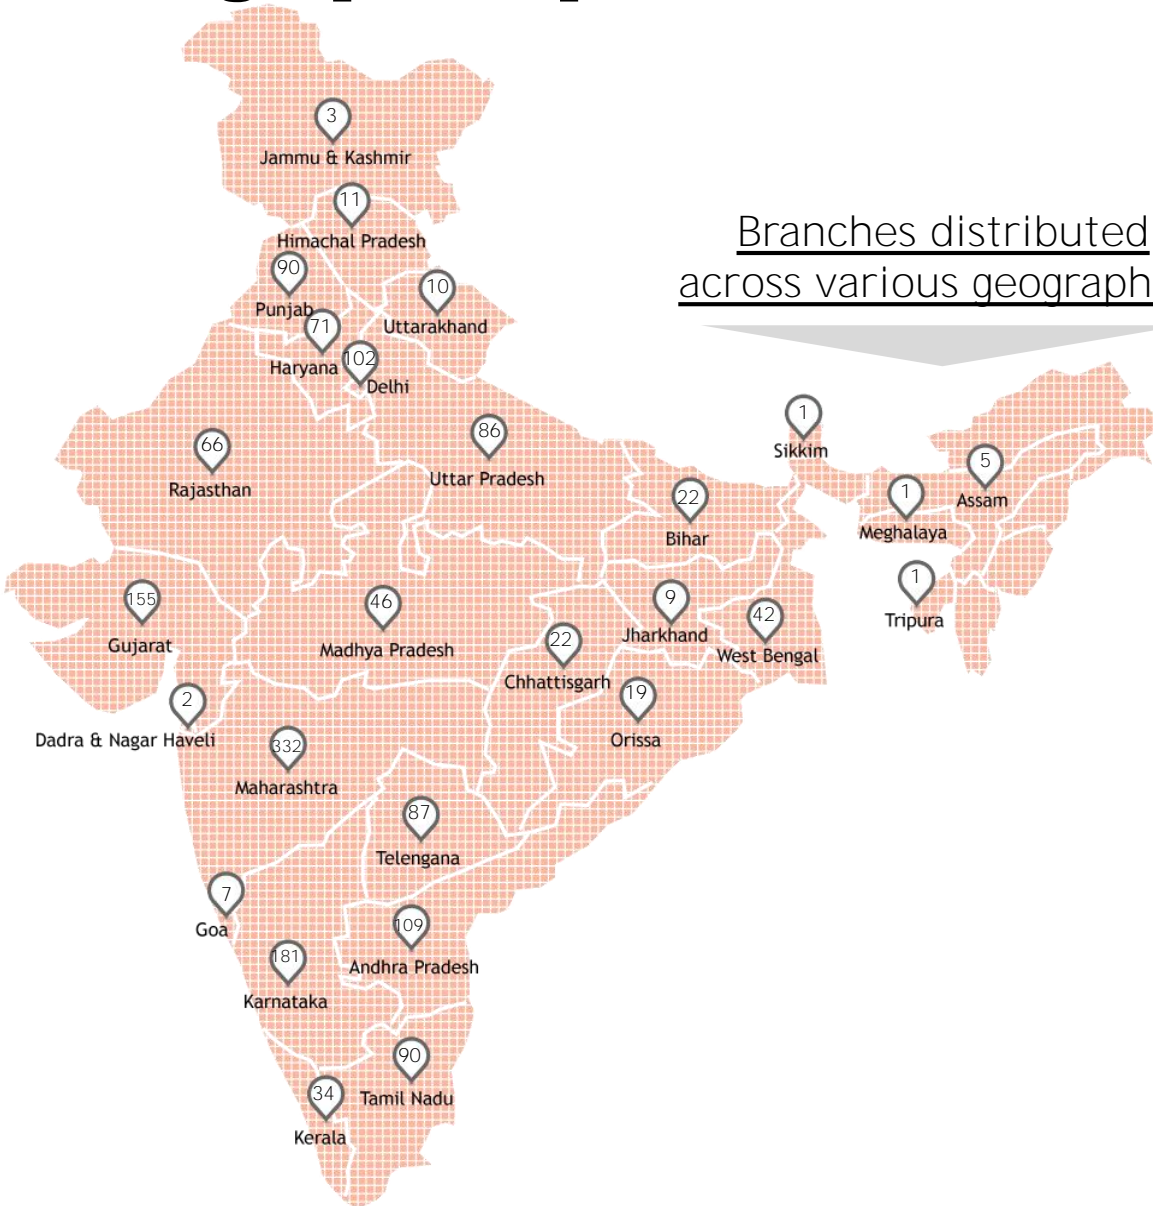 3
Jammu & Kashmir
11
Himachal Pradesh
Branches distributed
across various geograph
90
Punjab
10
Uttarakhand
71
Haryana
102
Delhi
1
Sikkim
66
Rajasthan
86
Uttar Pradesh
5
Assam
22
Bihar
1
Meghalaya
1
Tripura
155
Gujarat
46
Madhya Pradesh
9
Jharkhand
42
West Bengal
22
Chhattisgarh
19
Orissa
2
Dadra & Nagar Haveli
332
Maharashtra
87
Telengana
7
Goa
109
Andhra Pradesh
181
Karnataka
90
Tamil Nadu
34
Kerala